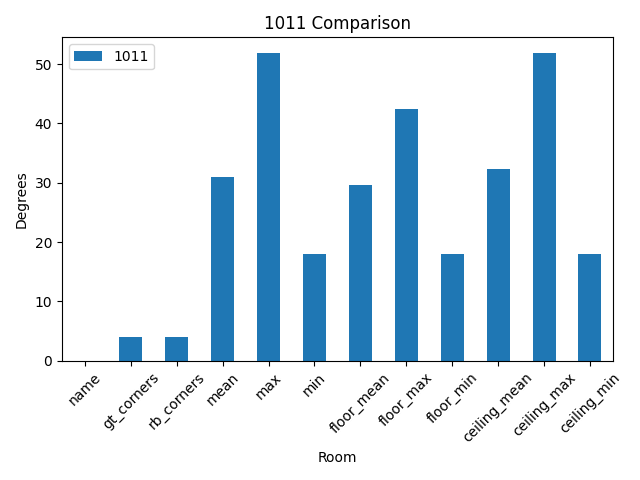 1011 Comparison
1011
Degrees
50
40
30
20
10
0
name
gt_corners
rb_corners
mean
max
min
floor_mean
floor_max
floor_min
ceiling_mean
ceiling_max
ceiling_min
Room